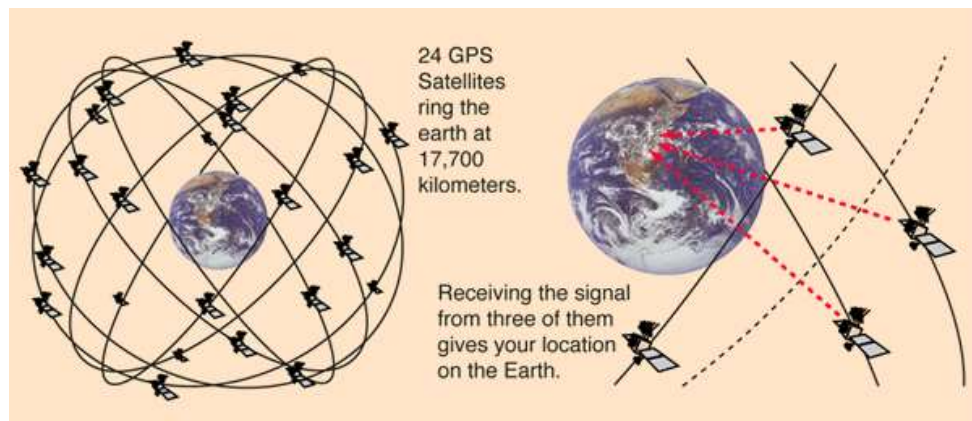 24 GPS
Satellites
ring the
earth at
17,700
kilometers.
Receiving the signal
from three of them
gives your location
on the Earth.